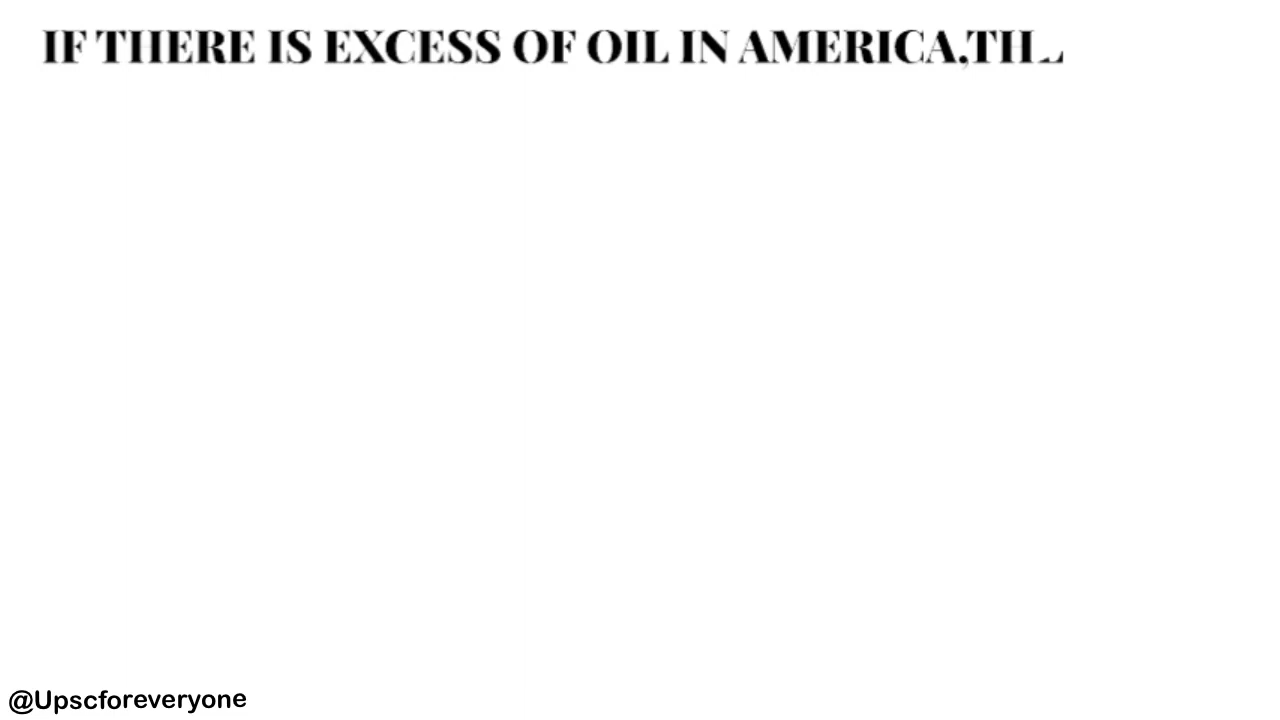 IF THERE IS EXCESS OF OIL IN AMERICA,
@Upscforeveryone